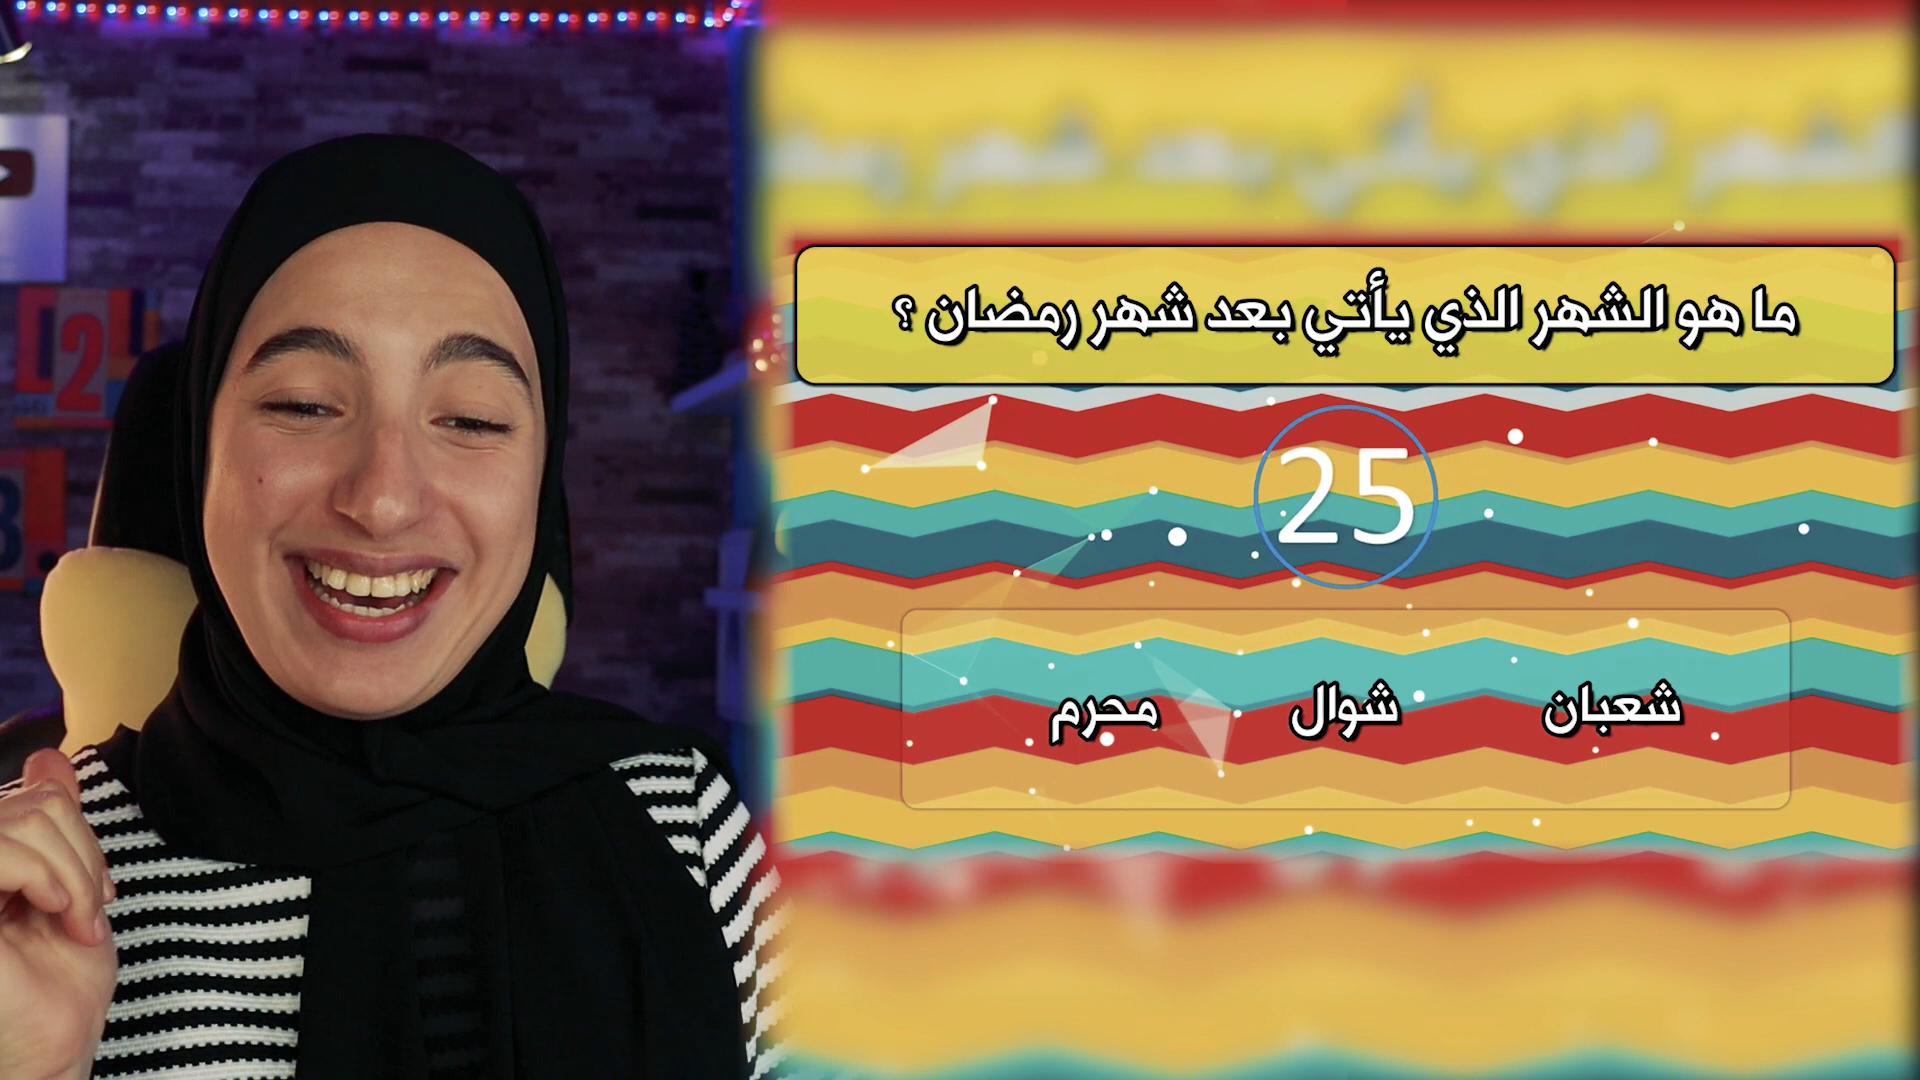 ما هو الشهر الذي يأتي بعد شهر رمضان ؟
25
شعبان شوال محرم